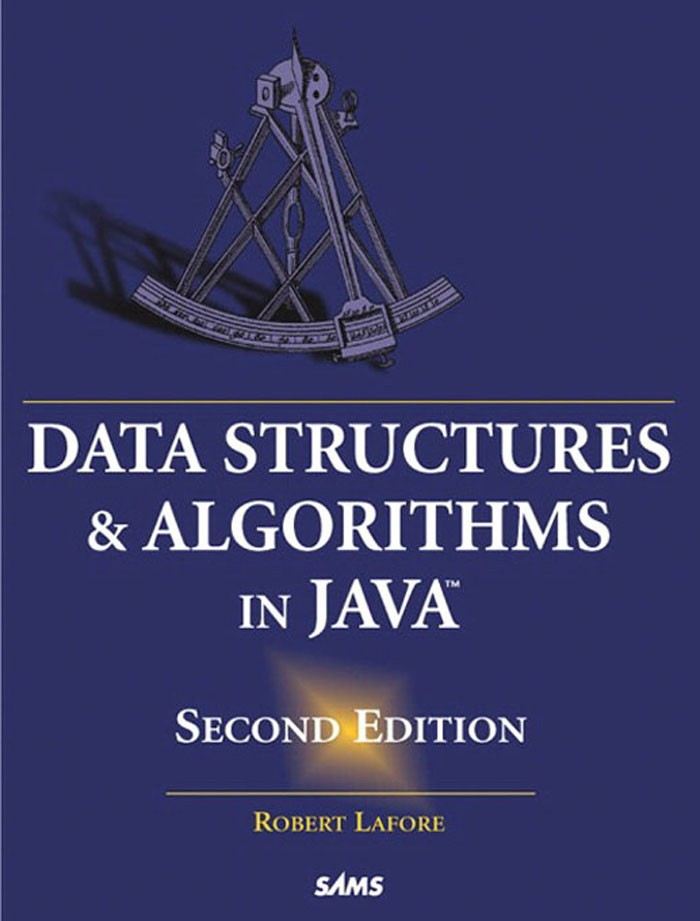 DATA STRUCTURES
& ALGORITHMS
IN JAVA™
SECOND EDITION
ROBERT LAFORE
SAMS